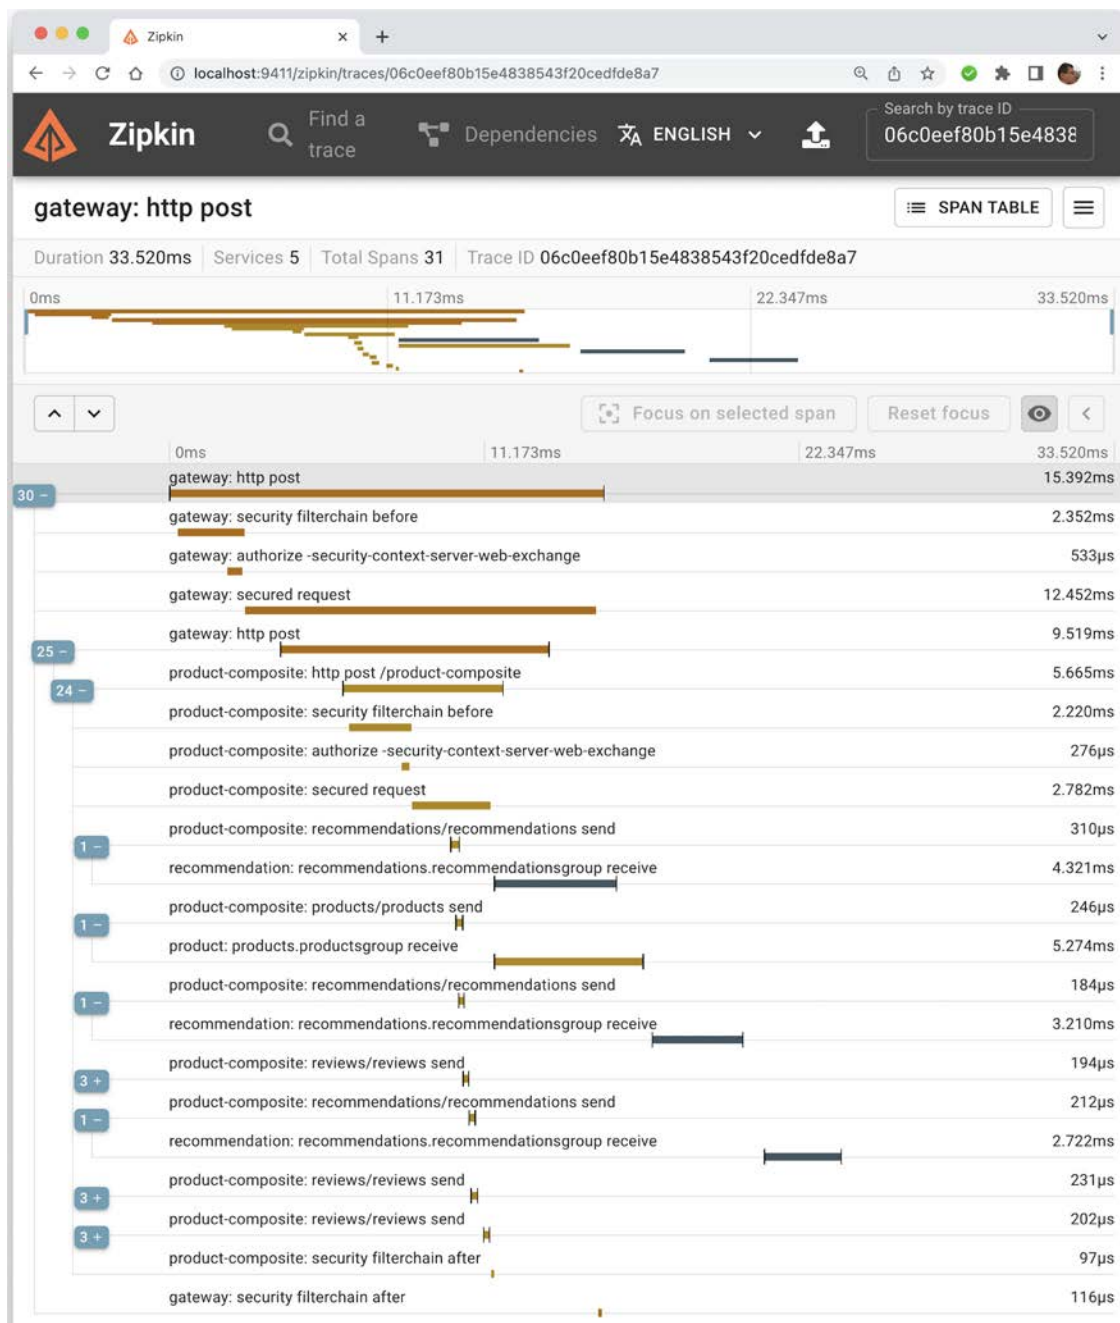 Zipkin
localhost:9411/zipkin/traces/06c0eef80b15e4838543f20cedfde8a7
Zipkin
Find a
trace
Dependencies
ENGLISH
Search by trace ID
06c0eef80b15e4838
gateway: http post
SPAN TABLE
Duration 33.520ms Services 5 Total Spans 31 Trace ID 06c0eef80b15e4838543f20cedfde8a7
0ms 11.173ms 22.347ms 33.520ms
Focus on selected span Reset focus
0ms 11.173ms 22.347ms 33.520ms
gateway: http post 15.392ms
30 −
gateway: security filterchain before 2.352ms
gateway: authorize -security-context-server-web-exchange 533µs
gateway: secured request 12.452ms
gateway: http post 9.519ms
25 −
product-composite: http post /product-composite 5.665ms
24 −
product-composite: security filterchain before 2.220ms
product-composite: authorize -security-context-server-web-exchange 276µs
product-composite: secured request 2.782ms
product-composite: recommendations/recommendations send 310µs
1 −
recommendation: recommendations.recommendationsgroup receive 4.321ms
product-composite: products/products send 246µs
1 −
product: products.productsgroup receive 5.274ms
product-composite: recommendations/recommendations send 184µs
1 −
recommendation: recommendations.recommendationsgroup receive 3.210ms
product-composite: reviews/reviews send 194µs
3 +
product-composite: recommendations/recommendations send 212µs
1 −
recommendation: recommendations.recommendationsgroup receive 2.722ms
product-composite: reviews/reviews send 231µs
3 +
product-composite: reviews/reviews send 202µs
3 +
product-composite: security filterchain after 97µs
gateway: security filterchain after 116µs